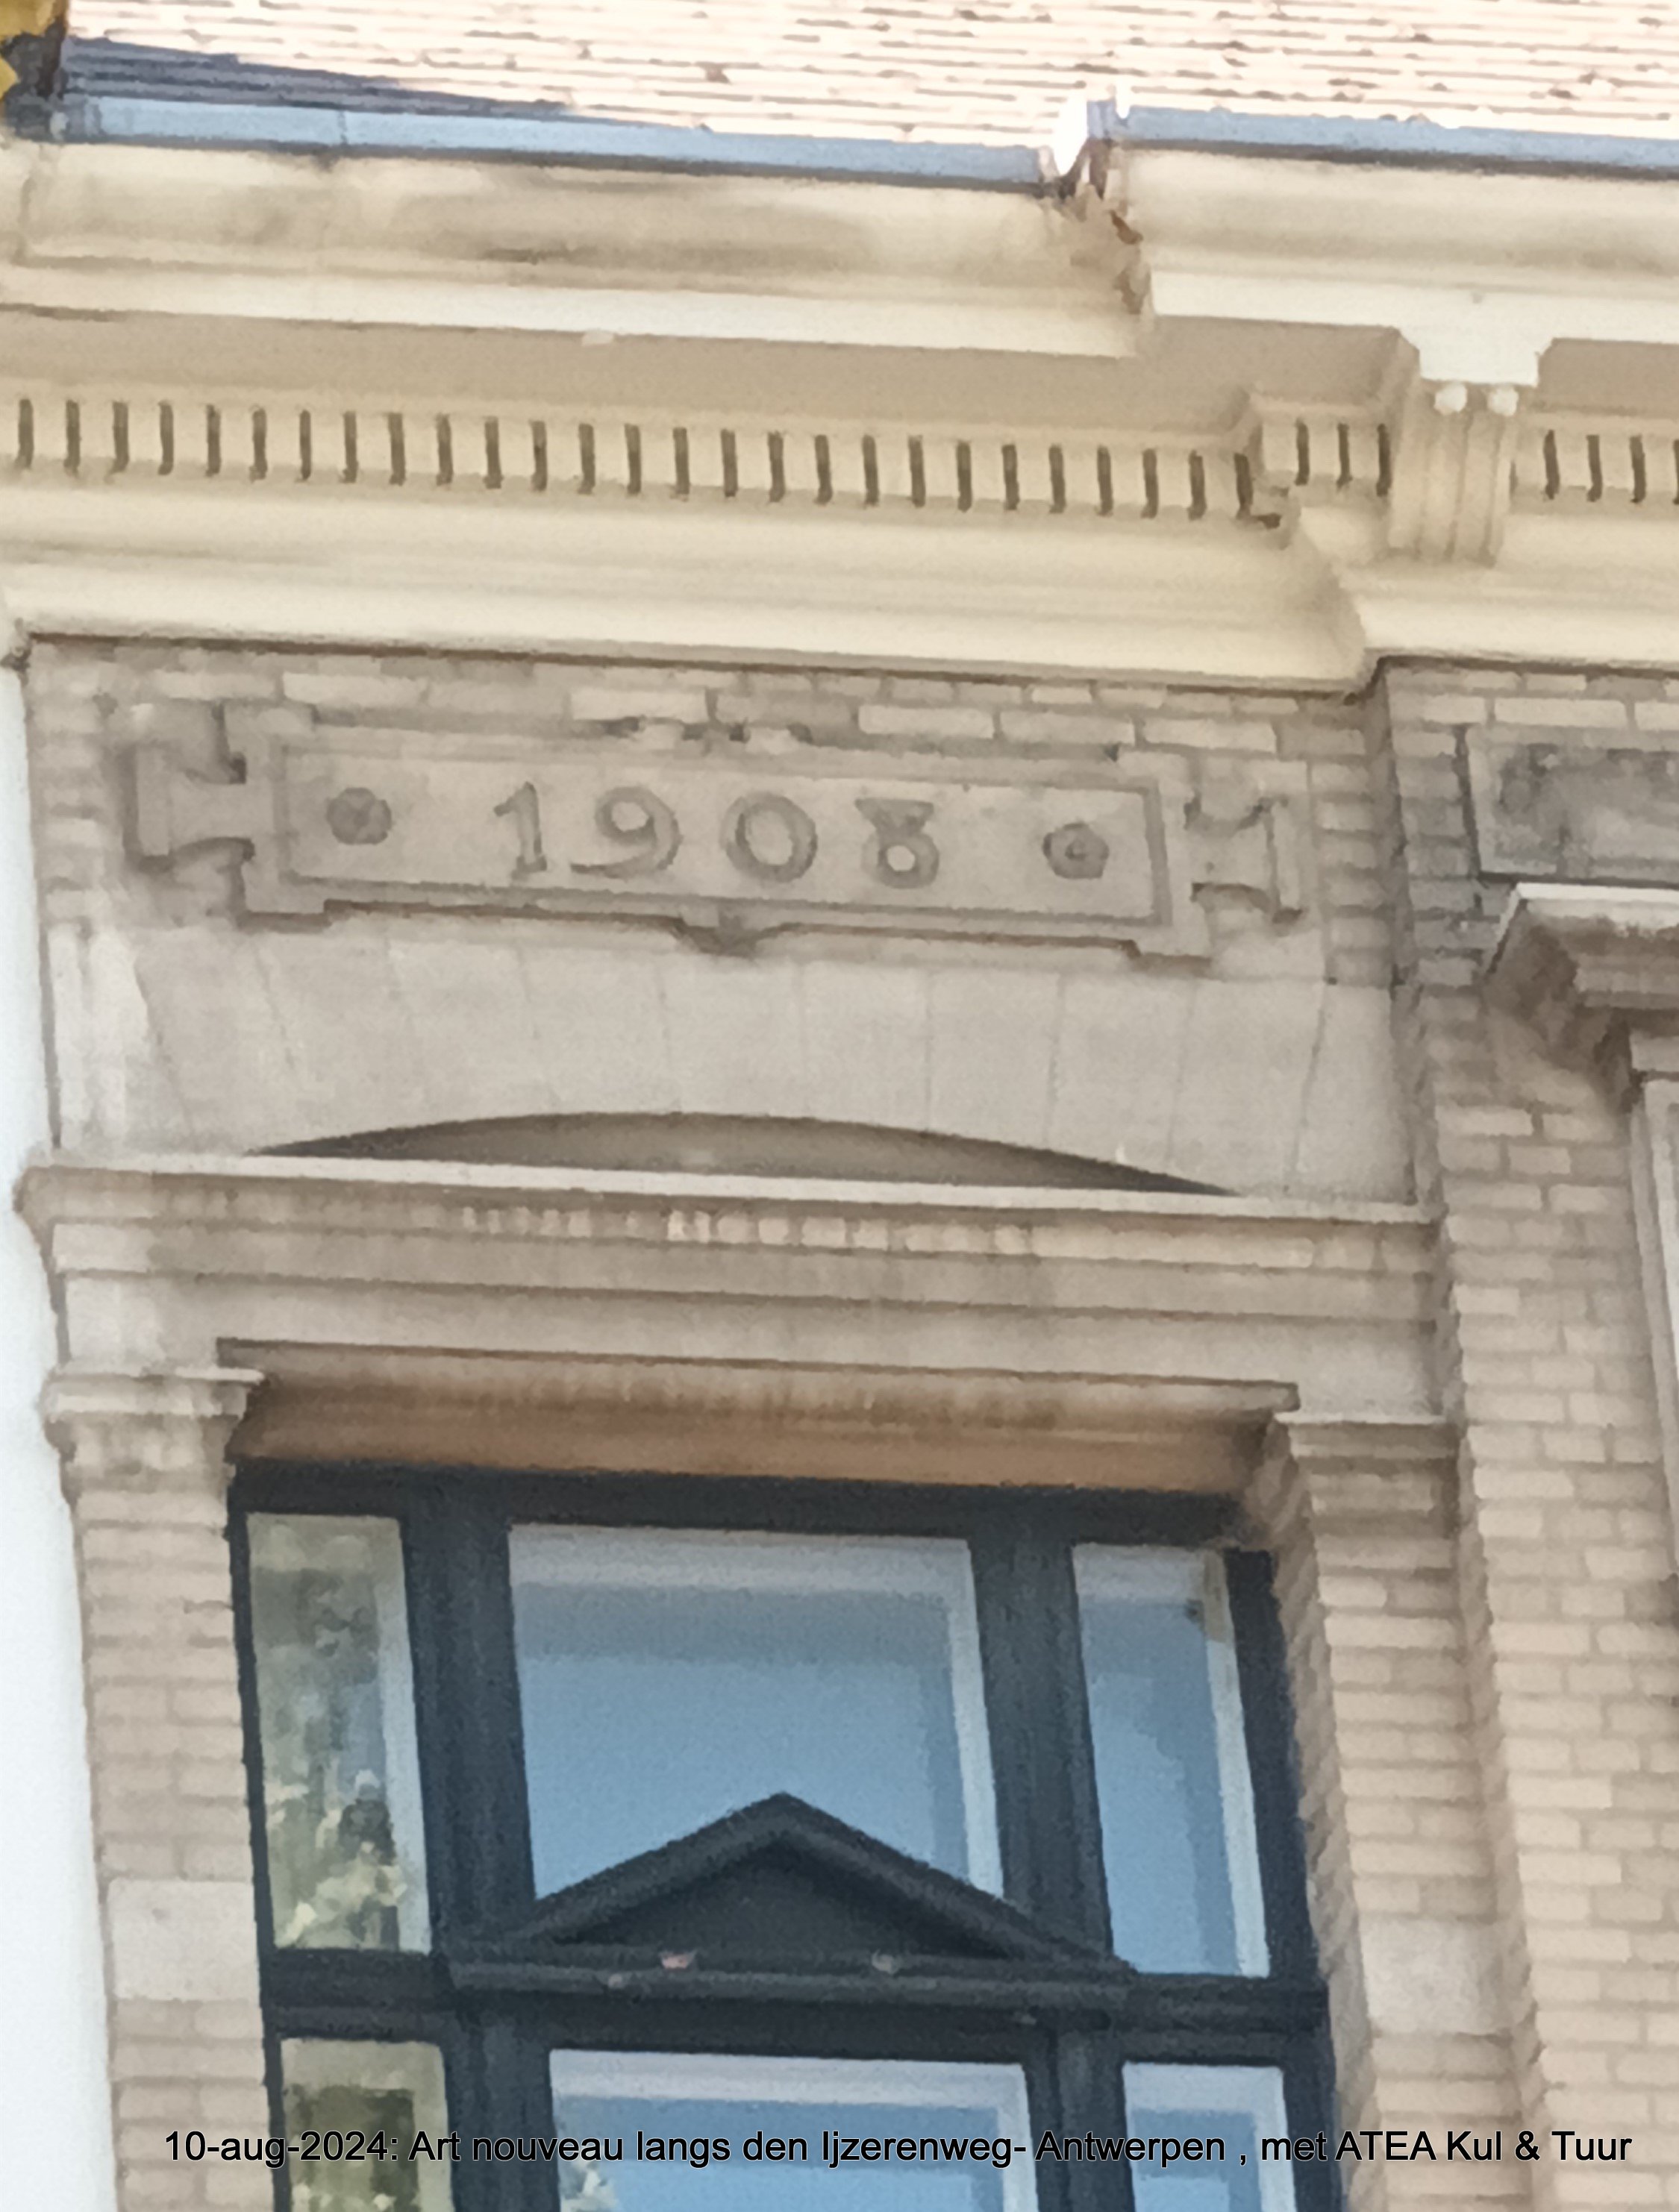 1908
10-aug-2024: Art nouveau langs den Ijzerenweg- Antwerpen , met ATEA Kul & Tuur